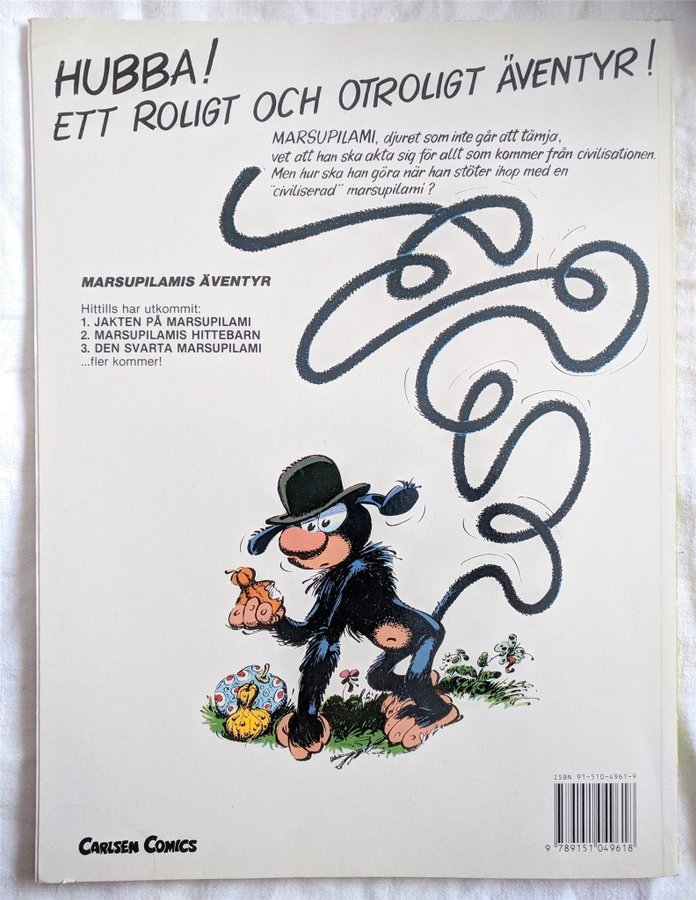 HUBBA!
ETT ROLIGT OCH OTROLIGT ÄVENTYR!
MARSUPILAMI, djuret som inte går att tämja,
vet att han ska akta sig för allt som kommer från civilisationen.
Men hur ska han göra när han stöter ihop med en
"civiliserad" marsupilami?
MARSUPILAMIS ÄVENTYR
Hittills har utkommit:
1. JAKTEN PÅ MARSUPILAMI
2. MARSUPILAMIS HITTEBARN
3. DEN SVARTA MARSUPILAMI
...fler kommer!
CARLSEN COMICS
ISBN 91-510-4961-9
9 789151 049618